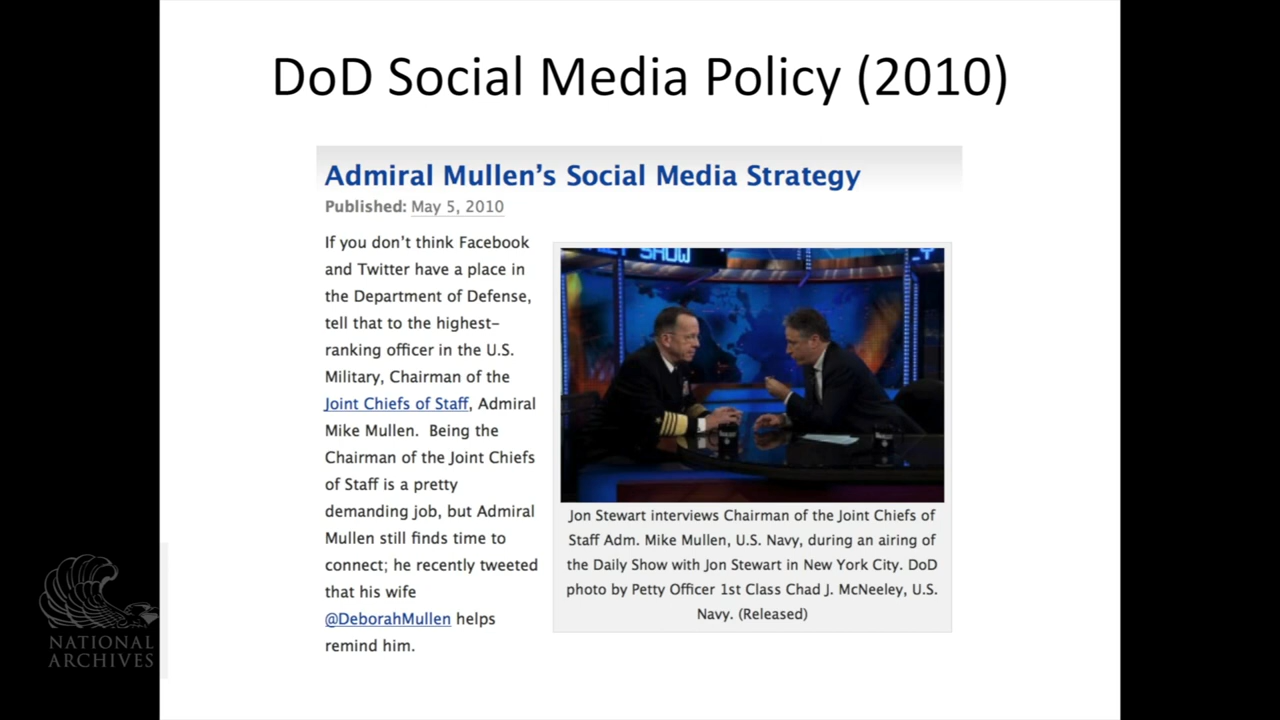 DoD Social Media Policy (2010)
Admiral Mullen's Social Media Strategy
Published: May 5, 2010
If you don't think Facebook
and Twitter have a place in
the Department of Defense,
tell that to the highest-
ranking officer in the U.S.
Military, Chairman of the
Joint Chiefs of Staff, Admiral
Mike Mullen.  Being the
Chairman of the Joint Chiefs
of Staff is a pretty
demanding job, but Admiral
Mullen still finds time to
connect; he recently tweeted
that his wife
@DeborahMullen helps
remind him.
SHOW
Jon Stewart interviews Chairman of the Joint Chiefs of
Staff Adm. Mike Mullen, U.S. Navy, during an airing of
the Daily Show with Jon Stewart in New York City. DoD
photo by Petty Officer 1st Class Chad J. McNeeley, U.S.
Navy. (Released)
NATIONAL
ARCHIVES